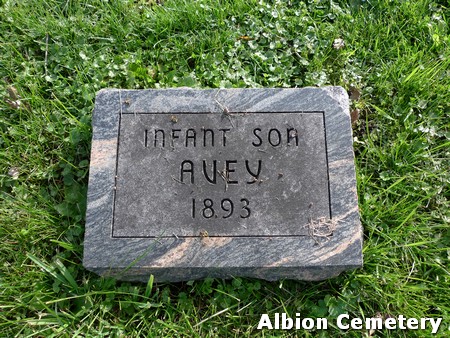 INFANT SON
AVEY
1893
Albion Cemetery